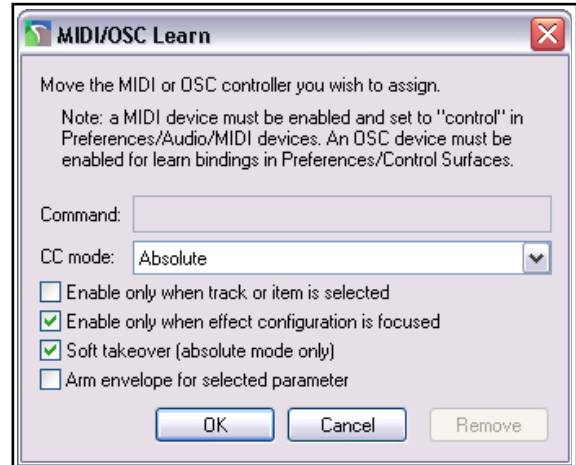 MIDI/OSC Learn
Move the MIDI or OSC controller you wish to assign.
Note: a MIDI device must be enabled and set to "control" in
Preferences/Audio/MIDI devices. An OSC device must be
enabled for learn bindings in Preferences/Control Surfaces.
Command:
CC mode: Absolute
Enable only when track or item is selected
Enable only when effect configuration is focused
Soft takeover (absolute mode only)
Arm envelope for selected parameter
OK Cancel Remove